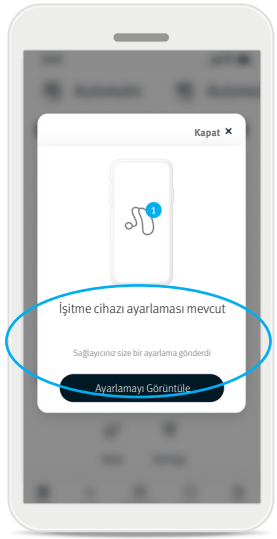 Kapat ×
1
İşitme cihazı ayarlaması mevcut
Sağlayıcınız size bir ayarlama gönderdi
Ayarlamayı Görüntüle